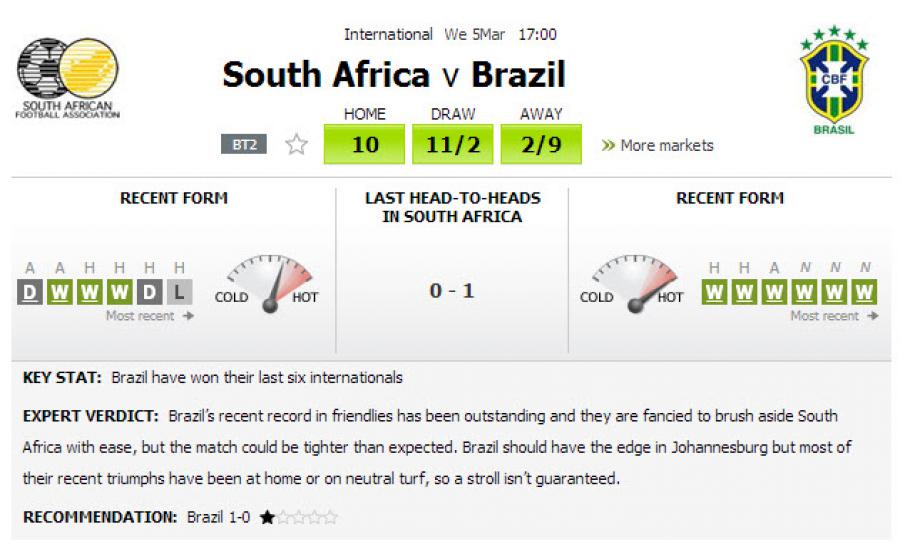 International We 5Mar 17:00
South Africa v Brazil
SOUTH AFRICAN
FOOTBALL ASSOCIATION
CBF
BRASIL
HOME DRAW AWAY
BT2 10 11/2 2/9 » More markets
RECENT FORM
A A H H H H
D W W W D L
Most recent →
COLD HOT
LAST HEAD-TO-HEADS
IN SOUTH AFRICA
0 - 1
RECENT FORM
COLD HOT
H H A N N N
W W W W W W
Most recent →
KEY STAT: Brazil have won their last six internationals
EXPERT VERDICT: Brazil's recent record in friendlies has been outstanding and they are fancied to brush aside South
Africa with ease, but the match could be tighter than expected. Brazil should have the edge in Johannesburg but most of
their recent triumphs have been at home or on neutral turf, so a stroll isn't guaranteed.
RECOMMENDATION: Brazil 1-0 ★☆☆☆☆